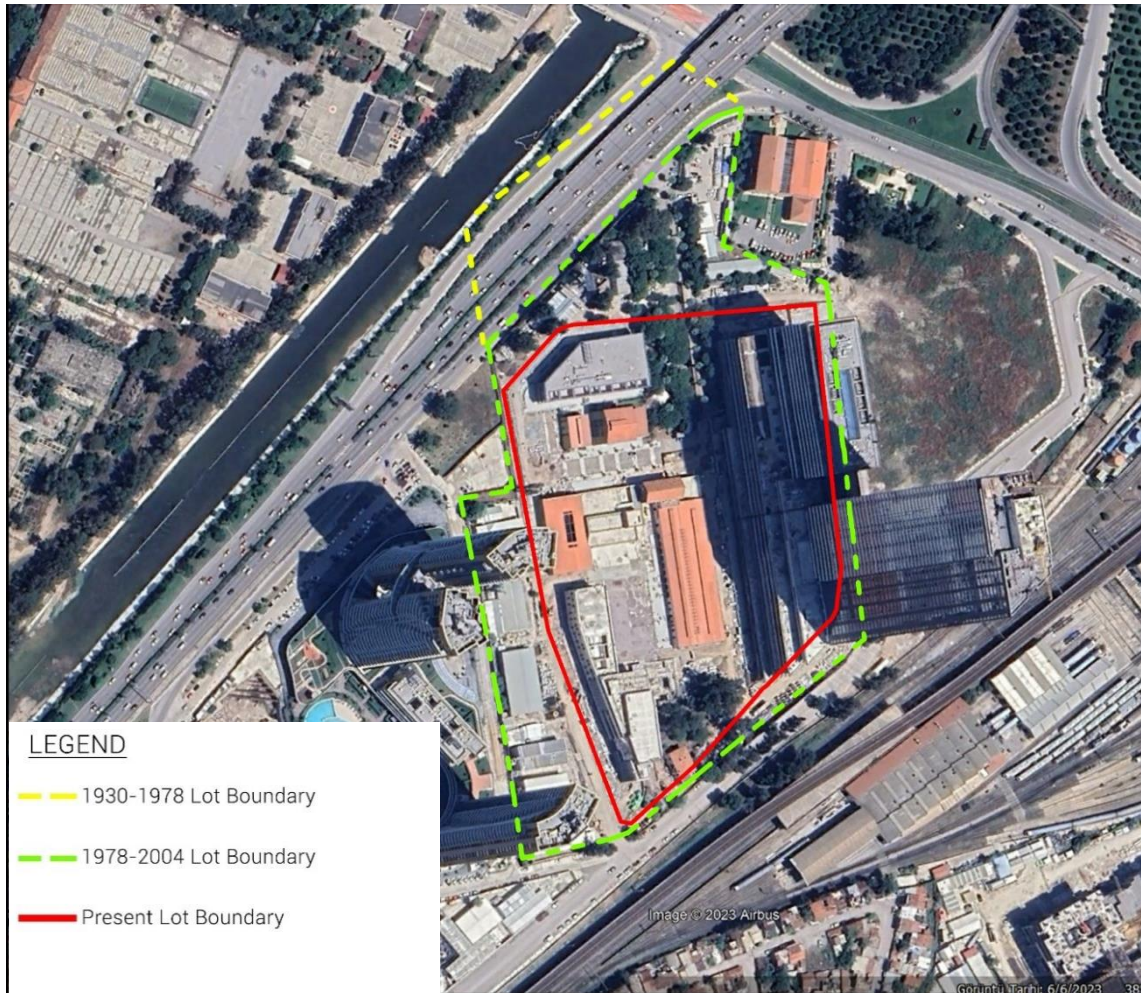 LEGEND
1930-1978 Lot Boundary
1978-2004 Lot Boundary
Present Lot Boundary
Image © 2023 Airbus
Görüntü Tarihi: 6/6/2023 38